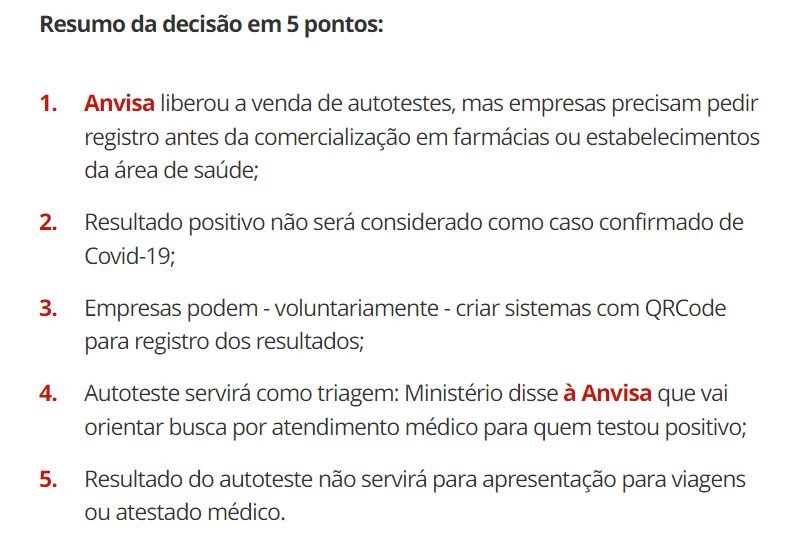 Resumo da decisão em 5 pontos:
1. Anvisa liberou a venda de autotestes, mas empresas precisam pedir
registro antes da comercialização em farmácias ou estabelecimentos
da área de saúde;
2. Resultado positivo não será considerado como caso confirmado de
Covid-19;
3. Empresas podem - voluntariamente - criar sistemas com QRCode
para registro dos resultados;
4. Autoteste servirá como triagem: Ministério disse à Anvisa que vai
orientar busca por atendimento médico para quem testou positivo;
5. Resultado do autoteste não servirá para apresentação para viagens
ou atestado médico.